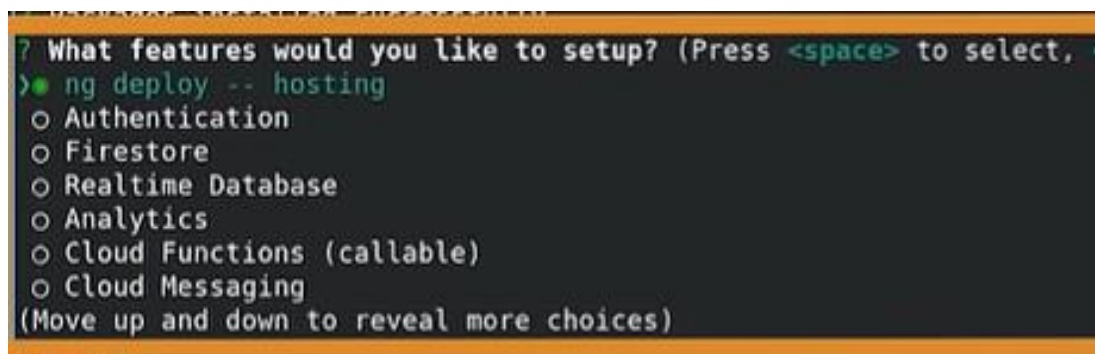 ? What features would you like to setup? (Press <space> to select,
❯◉ ng deploy -- hosting
○ Authentication
○ Firestore
○ Realtime Database
○ Analytics
○ Cloud Functions (callable)
○ Cloud Messaging
(Move up and down to reveal more choices)